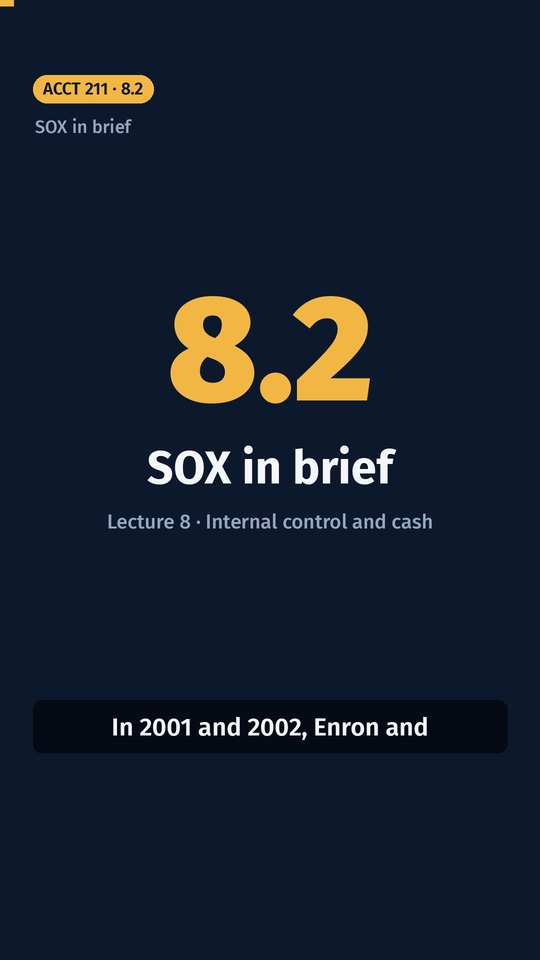 ACCT 211 · 8.2
SOX in brief
8.2
SOX in brief
Lecture 8 · Internal control and cash
In 2001 and 2002, Enron and